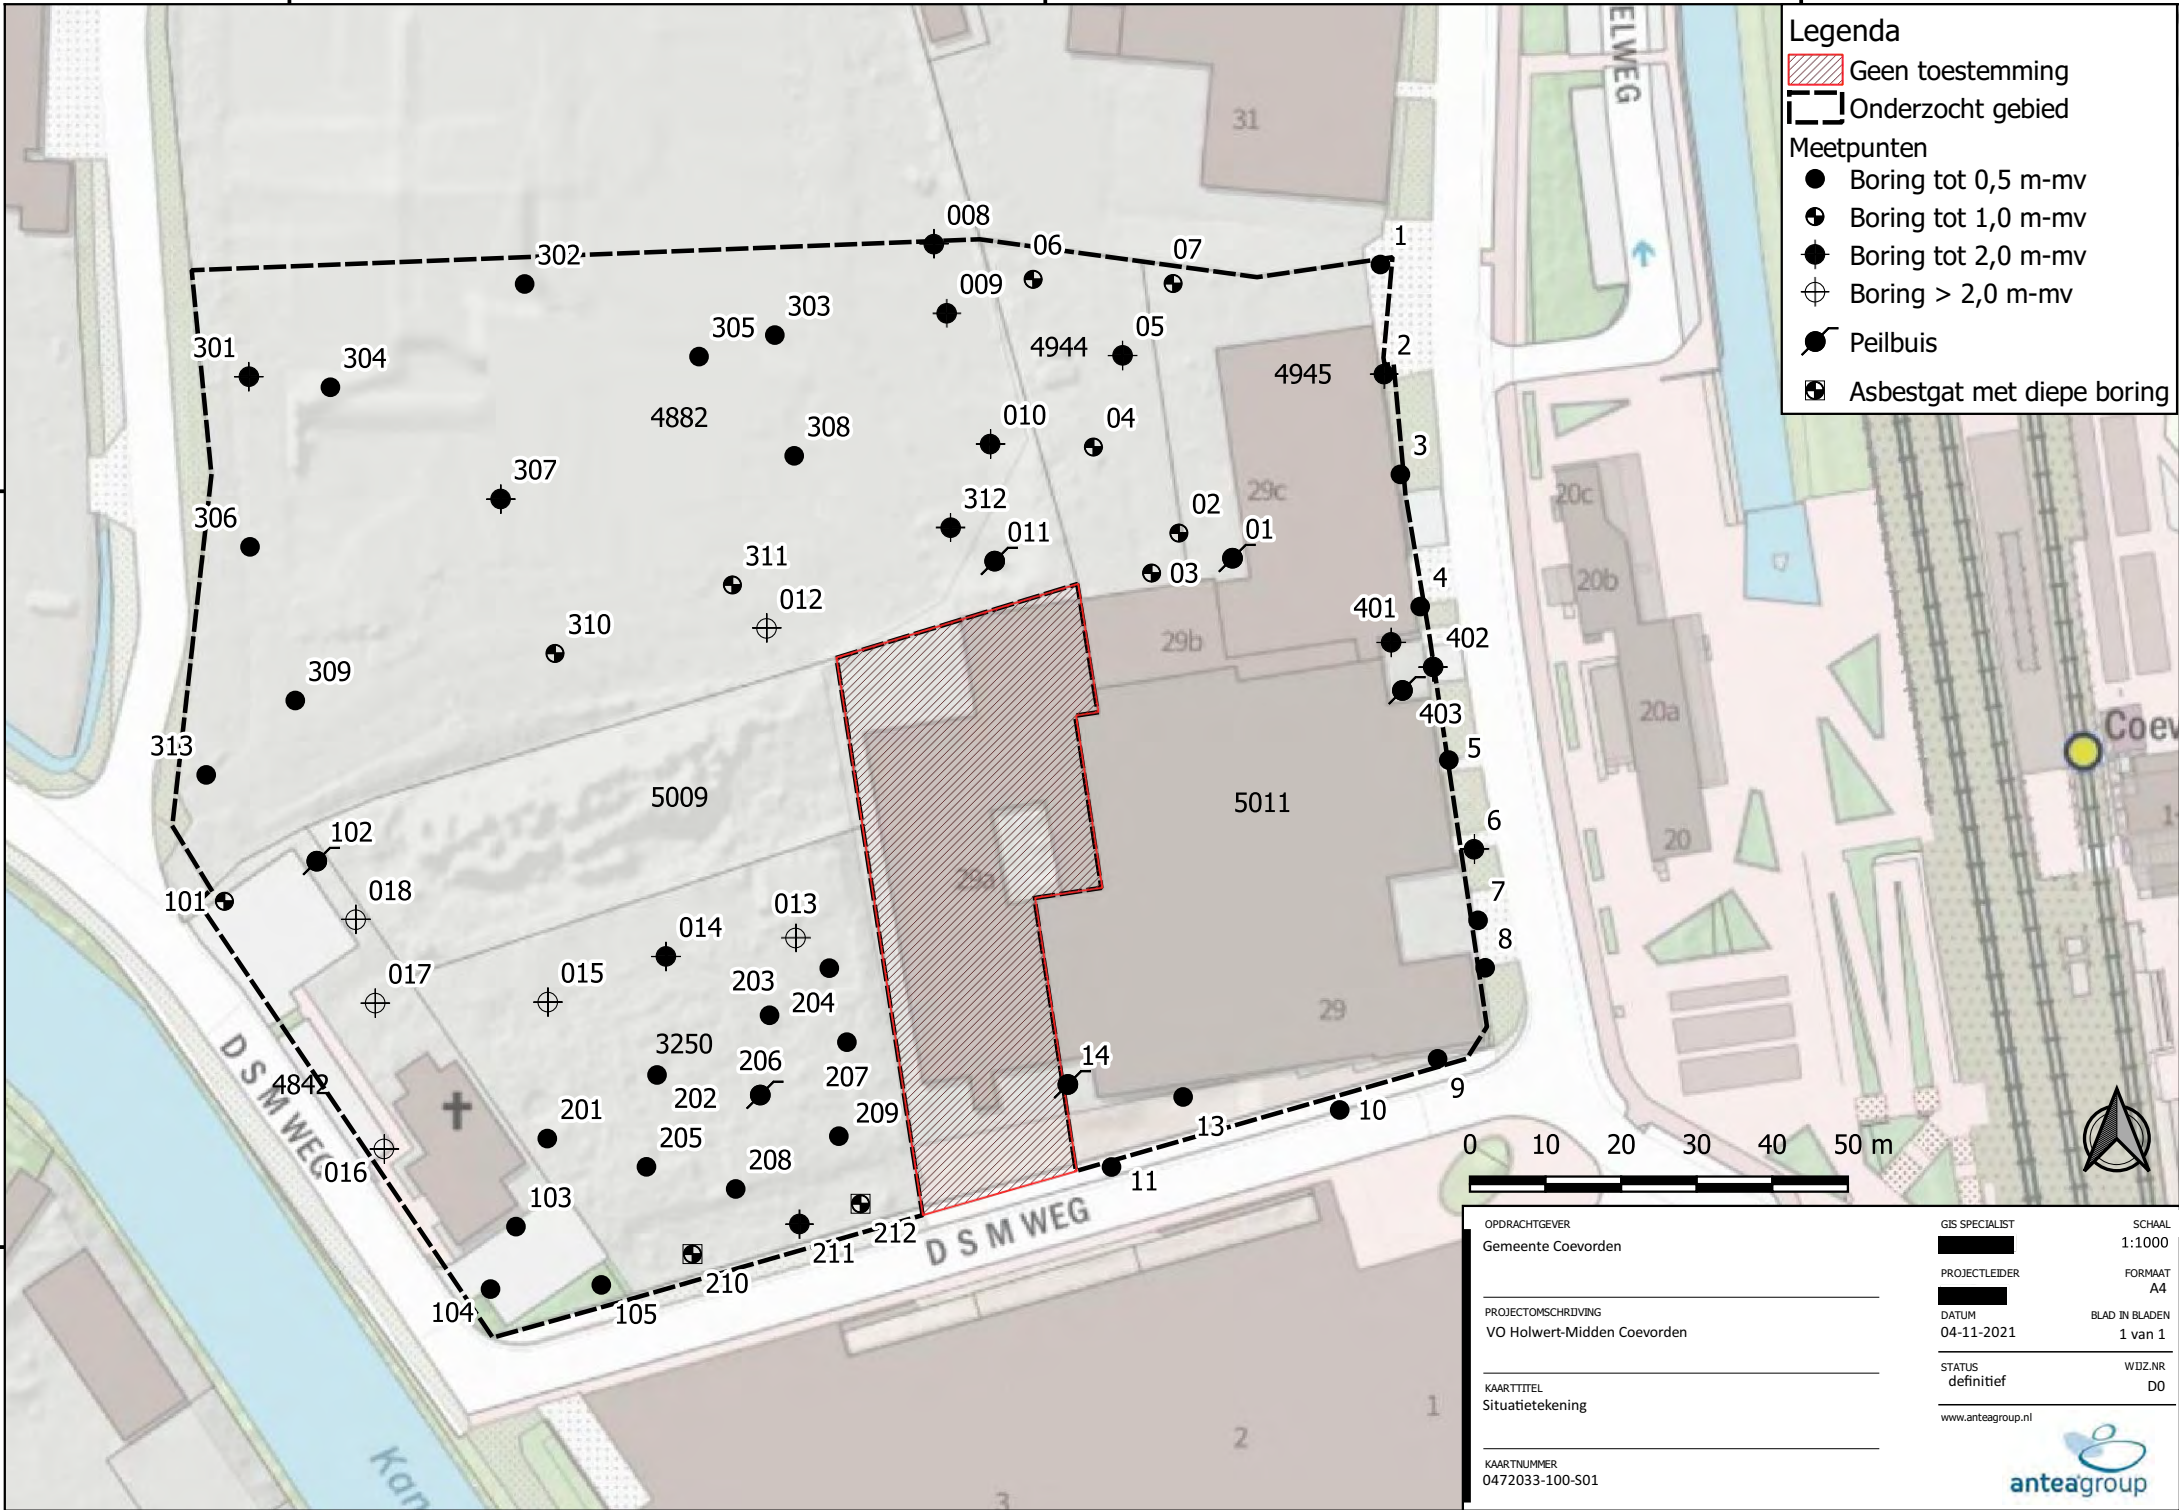 Legenda
Geen toestemming
Onderzocht gebied
Meetpunten
Boring tot 0,5 m-mv
Boring tot 1,0 m-mv
Boring tot 2,0 m-mv
Boring > 2,0 m-mv
Peilbuis
Asbestgat met diepe boring
ELWEG
31
008
06
07
1
302
009
303
305
05
4944
2
4945
301
304
4882
010
04
308
3
307
29c
20c
312
02
306
011
01
03
311
4
20b
012
401
310
29b
402
309
20a
403
313
5
Coev
5009
5011
6
20
102
29a
7
101
018
013
014
8
017
015
203
204
29
3250
206
14
4842
207
9
202
201
209
10
13
205
D S M WEG
016
208
11
103
212
D S M WEG
211
210
104
105
1
2
3
Kan
0 10 20 30 40 50 m
OPDRACHTGEVER
Gemeente Coevorden
PROJECTOMSCHRIJVING
VO Holwert-Midden Coevorden
KAARTTITEL
Situatietekening
KAARTNUMMER
0472033-100-S01
GIS SPECIALIST
SCHAAL
1:1000
PROJECTLEIDER
FORMAAT
A4
DATUM
04-11-2021
BLAD IN BLADEN
1 van 1
STATUS
definitief
WIJZ.NR
D0
www.anteagroup.nl
anteagroup